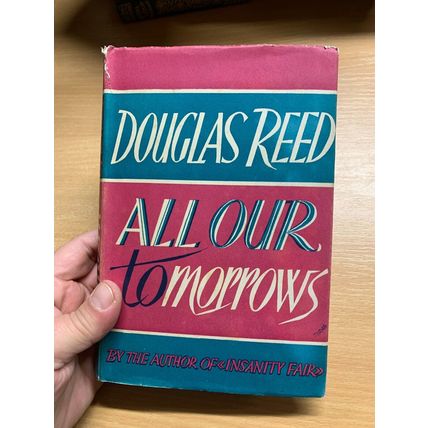 DOUGLAS REED
ALL OUR
tomorrows
BY THE AUTHOR OF «INSANITY FAIR»